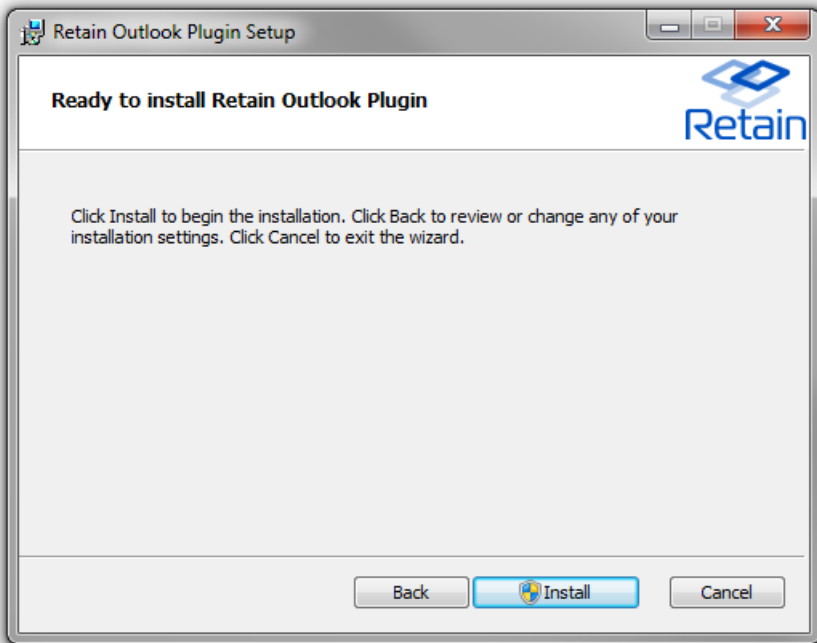 Retain Outlook Plugin Setup
Ready to install Retain Outlook Plugin
Retain
Click Install to begin the installation. Click Back to review or change any of your
installation settings. Click Cancel to exit the wizard.
Back
Install
Cancel